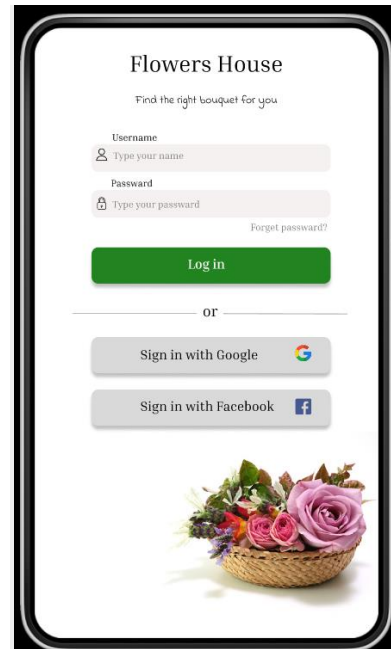 Flowers House
Find the right bouquet for you
Username
Type your name
Passward
Type your passward
Forget passward?
Log in
or
Sign in with Google
Sign in with Facebook